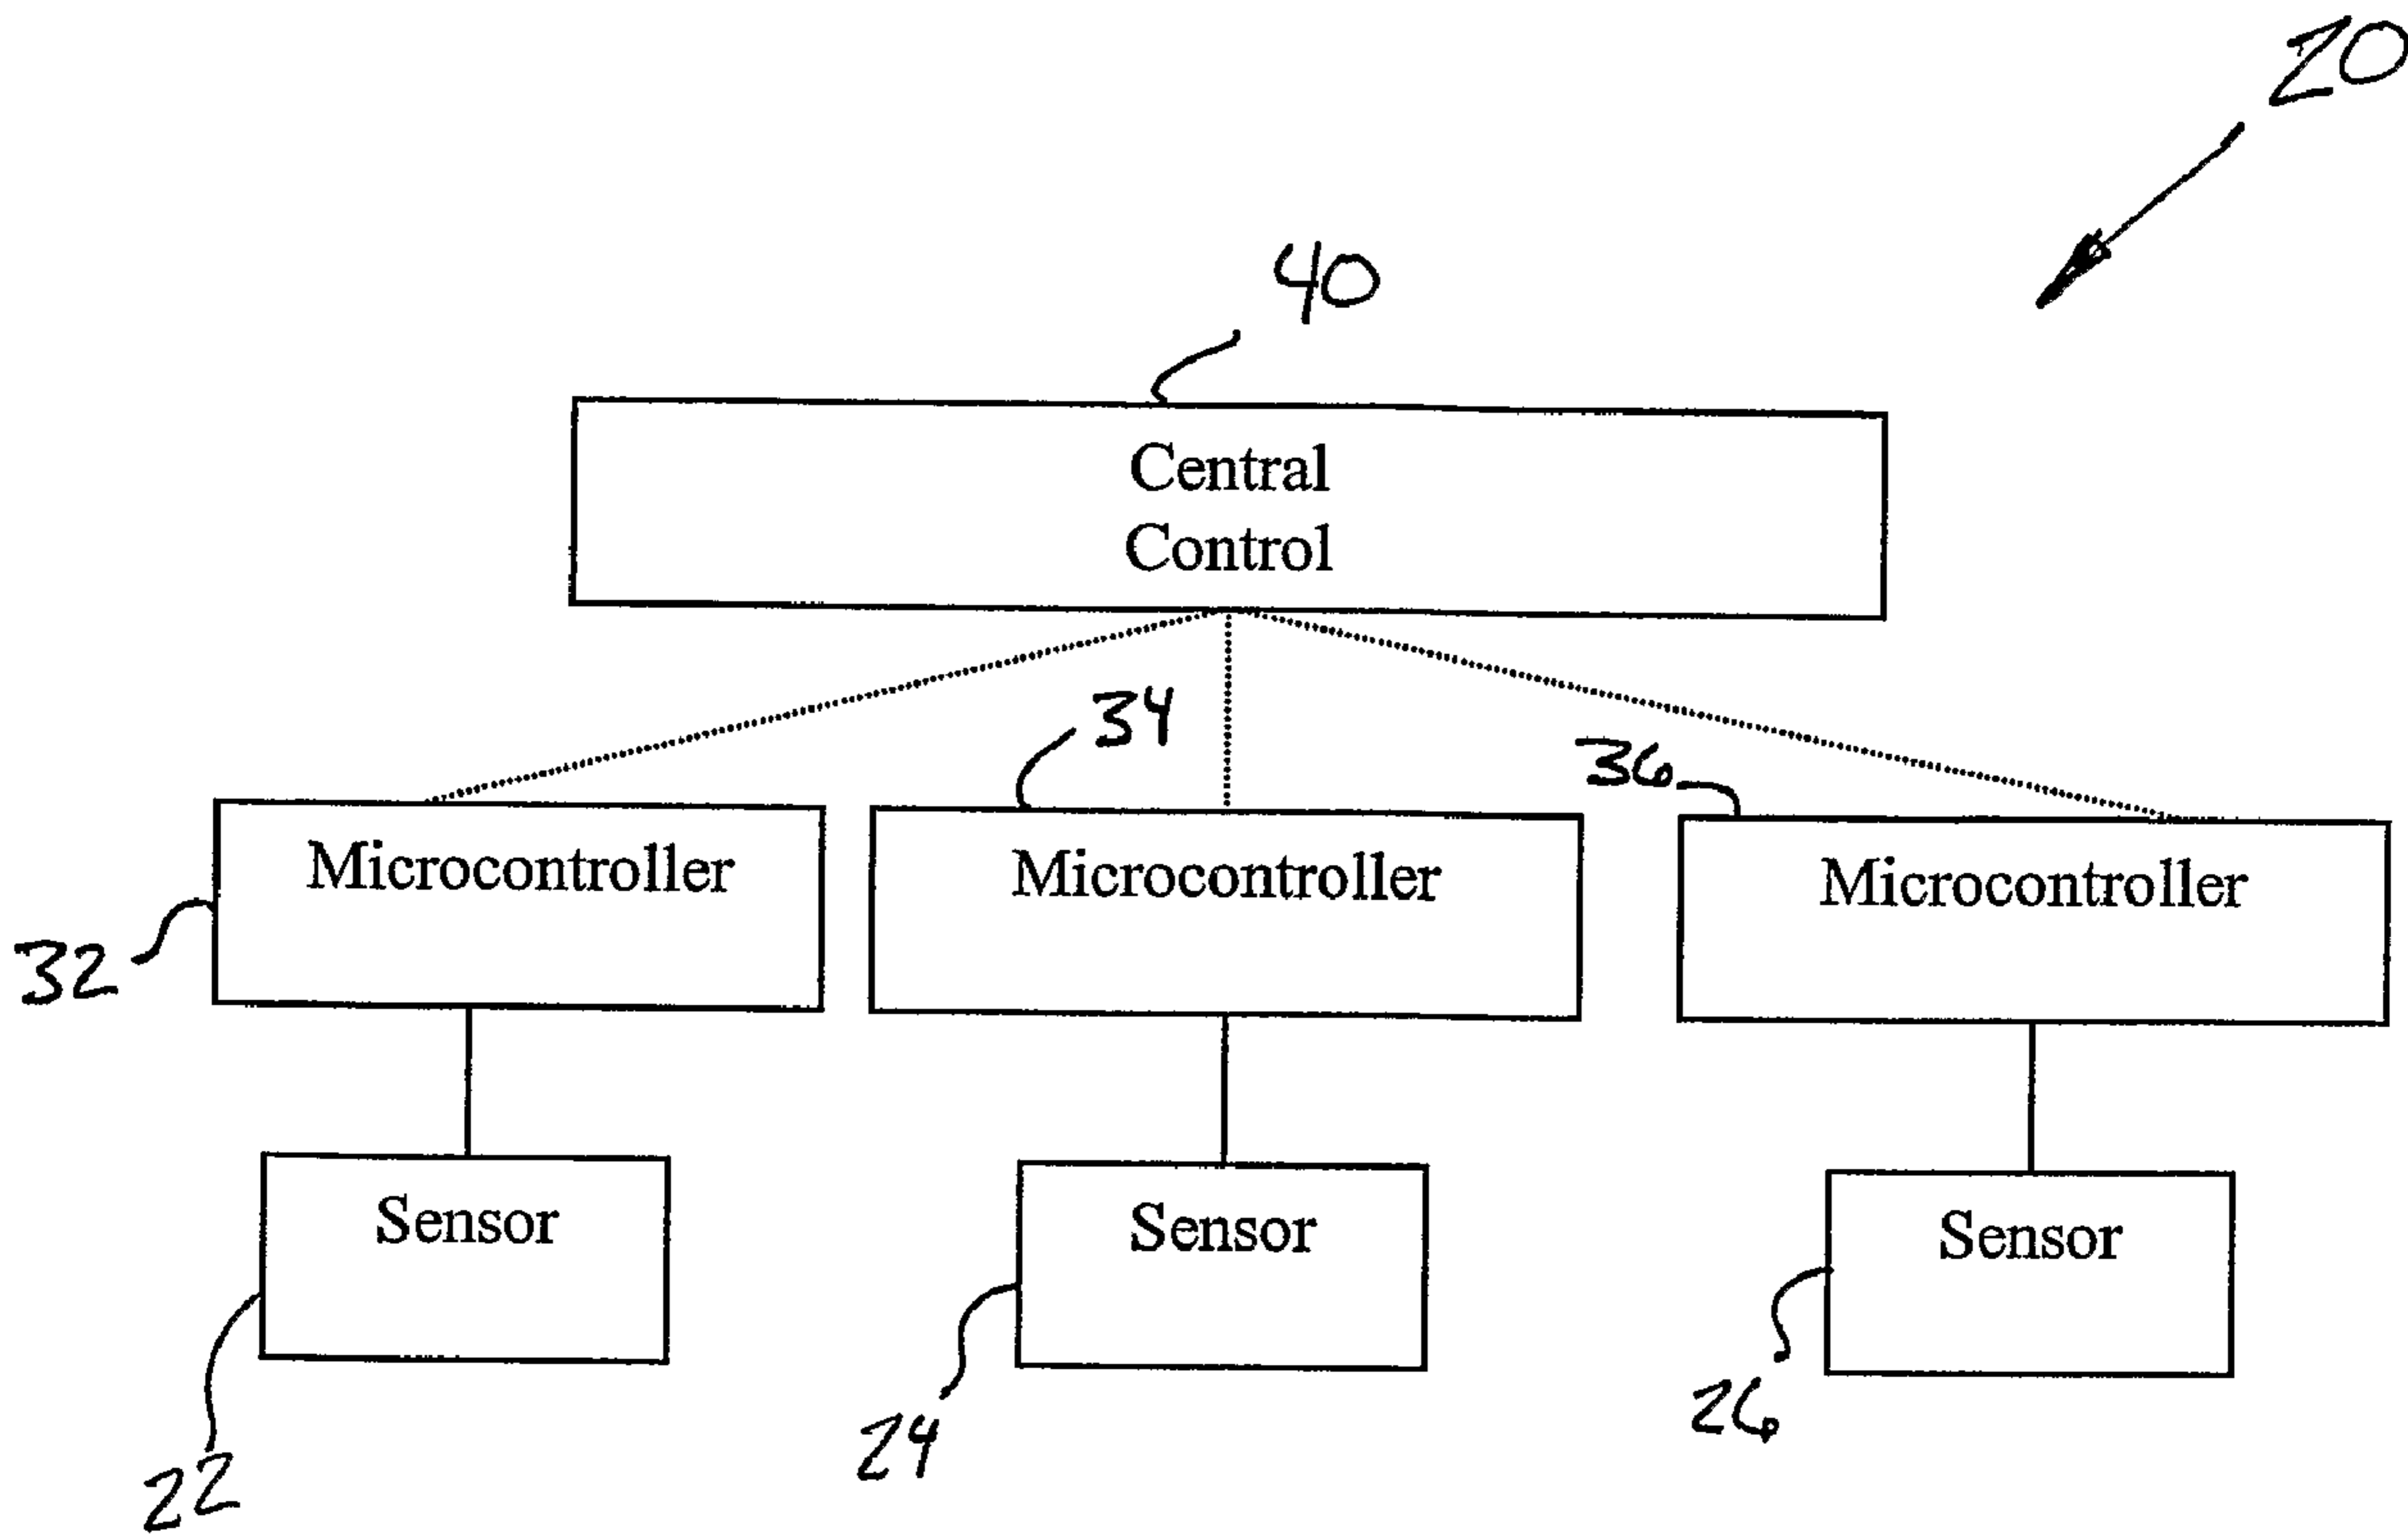 20
40
Central
Control
34
36
Microcontroller
Microcontroller
Microcontroller
32
Sensor
Sensor
Sensor
22
24
26